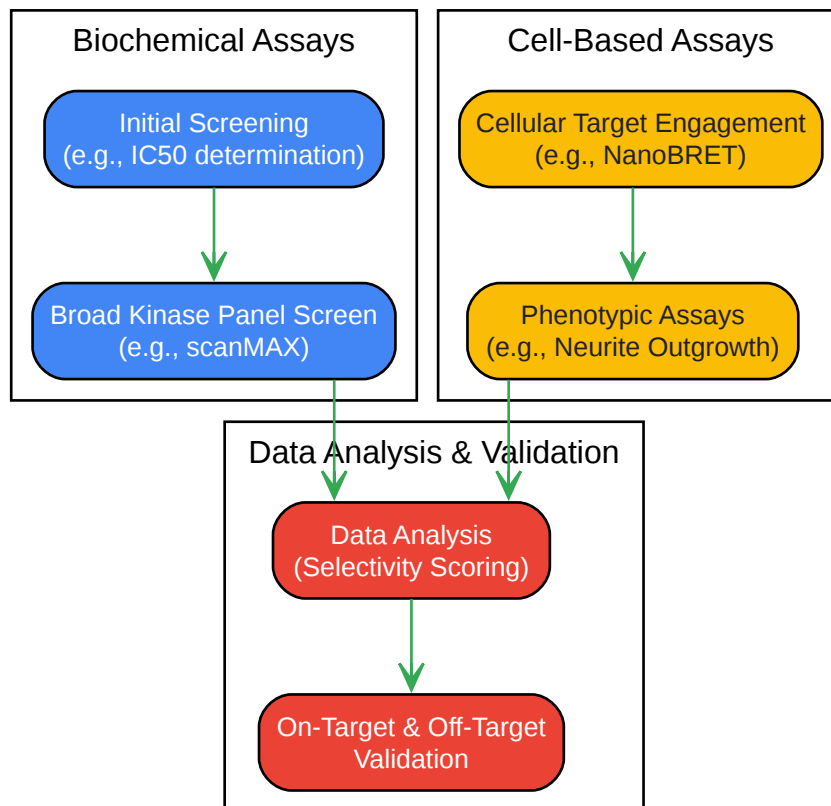 Biochemical Assays
Initial Screening
(e.g., IC50 determination)
Broad Kinase Panel Screen
(e.g., scanMAX)
Cell-Based Assays
Cellular Target Engagement
(e.g., NanoBRET)
Phenotypic Assays
(e.g., Neurite Outgrowth)
Data Analysis & Validation
Data Analysis
(Selectivity Scoring)
On-Target & Off-Target
Validation